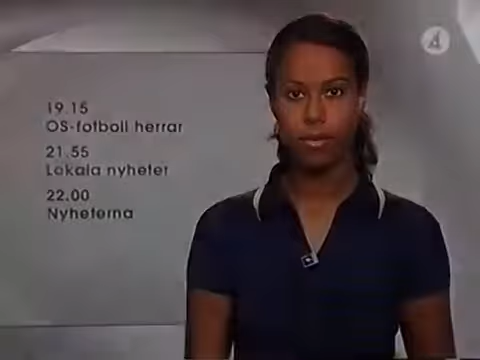 19.15
OS-fotboll herrar
21.55
Lokala nyheter
22.00
Nyheterna
4